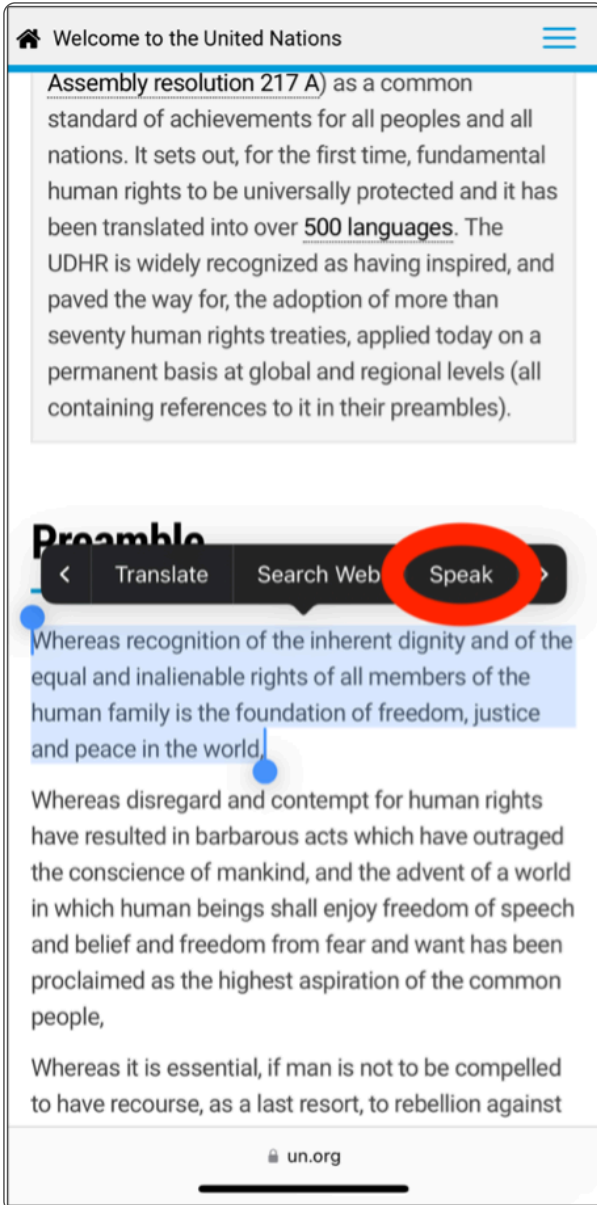 Welcome to the United Nations
Assembly resolution 217 A) as a common
standard of achievements for all peoples and all
nations. It sets out, for the first time, fundamental
human rights to be universally protected and it has
been translated into over 500 languages. The
UDHR is widely recognized as having inspired, and
paved the way for, the adoption of more than
seventy human rights treaties, applied today on a
permanent basis at global and regional levels (all
containing references to it in their preambles).
Preamble
< Translate Search Web Speak >
Whereas recognition of the inherent dignity and of the
equal and inalienable rights of all members of the
human family is the foundation of freedom, justice
and peace in the world,
Whereas disregard and contempt for human rights
have resulted in barbarous acts which have outraged
the conscience of mankind, and the advent of a world
in which human beings shall enjoy freedom of speech
and belief and freedom from fear and want has been
proclaimed as the highest aspiration of the common
people,
Whereas it is essential, if man is not to be compelled
to have recourse, as a last resort, to rebellion against
un.org